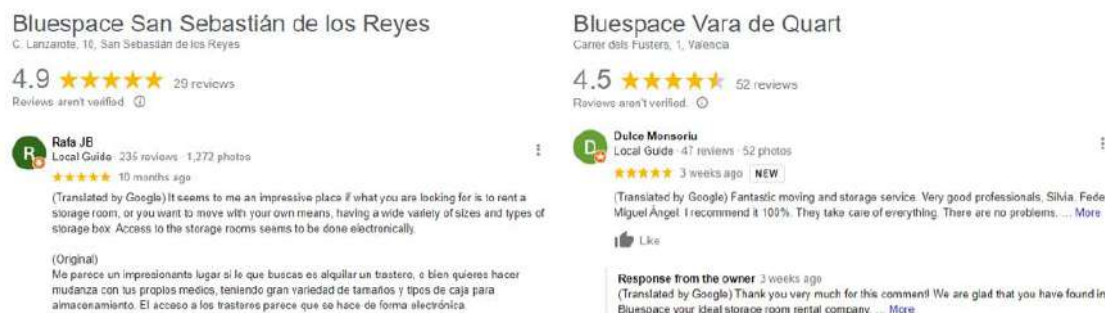 Bluespace San Sebastián de los Reyes
C. Lanzarote, 10, San Sebastián de los Reyes
4.9
29 reviews
Reviews aren't verified
R
Rafa JB
Local Guide · 235 reviews · 1,272 photos
10 months ago
(Translated by Google) It seems to me an impressive place if what you are looking for is to rent a
storage room, or you want to move with your own means, having a wide variety of sizes and types of
storage box. Access to the storage rooms seems to be done electronically.
(Original)
Me parece un impresionante lugar si lo que buscas es alquilar un trastero, o bien quieres hacer
mudanza con tus propios medios, teniendo gran variedad de tamaños y tipos de caja para
almacenamiento. El acceso a los trasteros parece que se hace de forma electrónica.
Bluespace Vara de Quart
Carrer dels Fusters, 1, Valencia
4.5
52 reviews
Reviews aren't verified.
D
Dulce Monsoriu
Local Guide · 47 reviews · 52 photos
3 weeks ago NEW
(Translated by Google) Fantastic moving and storage service. Very good professionals, Silvia. Fede
Miguel Ángel. I recommend it 100%. They take care of everything. There are no problems. ... More
Like
Response from the owner 3 weeks ago
(Translated by Google) Thank you very much for this comment! We are glad that you have found in
Bluespace your ideal storage room rental company. ... More